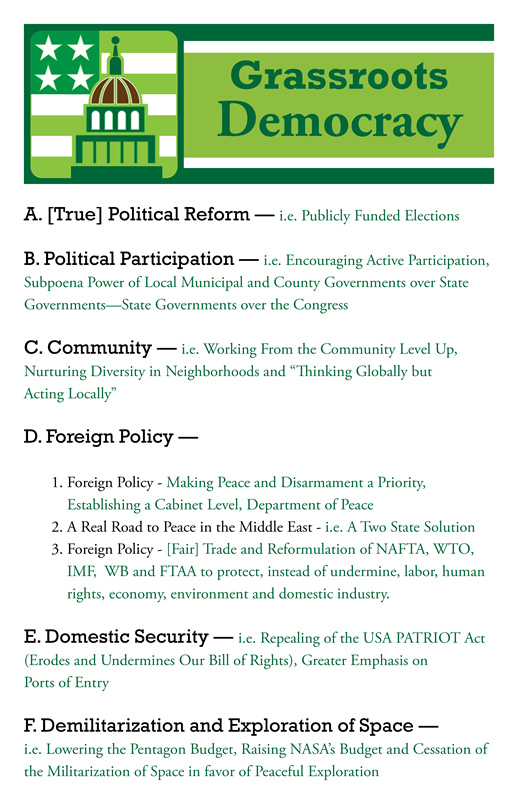 Grassroots
Democracy
A. [True] Political Reform — i.e. Publicly Funded Elections
B. Political Participation — i.e. Encouraging Active Participation,
Subpoena Power of Local Municipal and County Governments over State
Governments—State Governments over the Congress
C. Community — i.e. Working From the Community Level Up,
Nurturing Diversity in Neighborhoods and “Thinking Globally but
Acting Locally”
D. Foreign Policy —
1. Foreign Policy - Making Peace and Disarmament a Priority,
Establishing a Cabinet Level, Department of Peace
2. A Real Road to Peace in the Middle East - i.e. A Two State Solution
3. Foreign Policy - [Fair] Trade and Reformulation of NAFTA, WTO,
IMF, WB and FTAA to protect, instead of undermine, labor, human
rights, economy, environment and domestic industry.
E. Domestic Security — i.e. Repealing of the USA PATRIOT Act
(Erodes and Undermines Our Bill of Rights), Greater Emphasis on
Ports of Entry
F. Demilitarization and Exploration of Space —
i.e. Lowering the Pentagon Budget, Raising NASA’s Budget and Cessation of
the Militarization of Space in favor of Peaceful Exploration